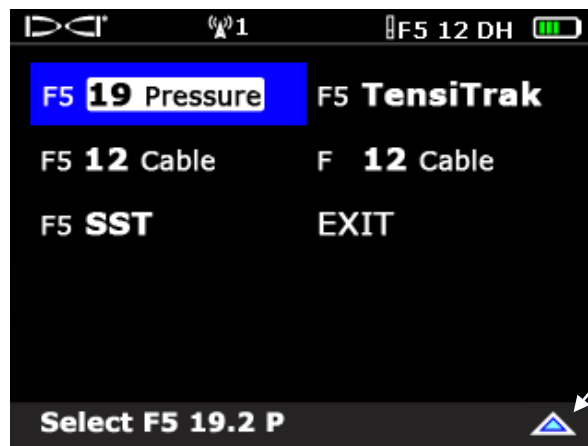 DCI 1 F5 12 DH
F5 19 Pressure F5 TensiTrak
F5 12 Cable F 12 Cable
F5 SST EXIT
Select F5 19.2 P